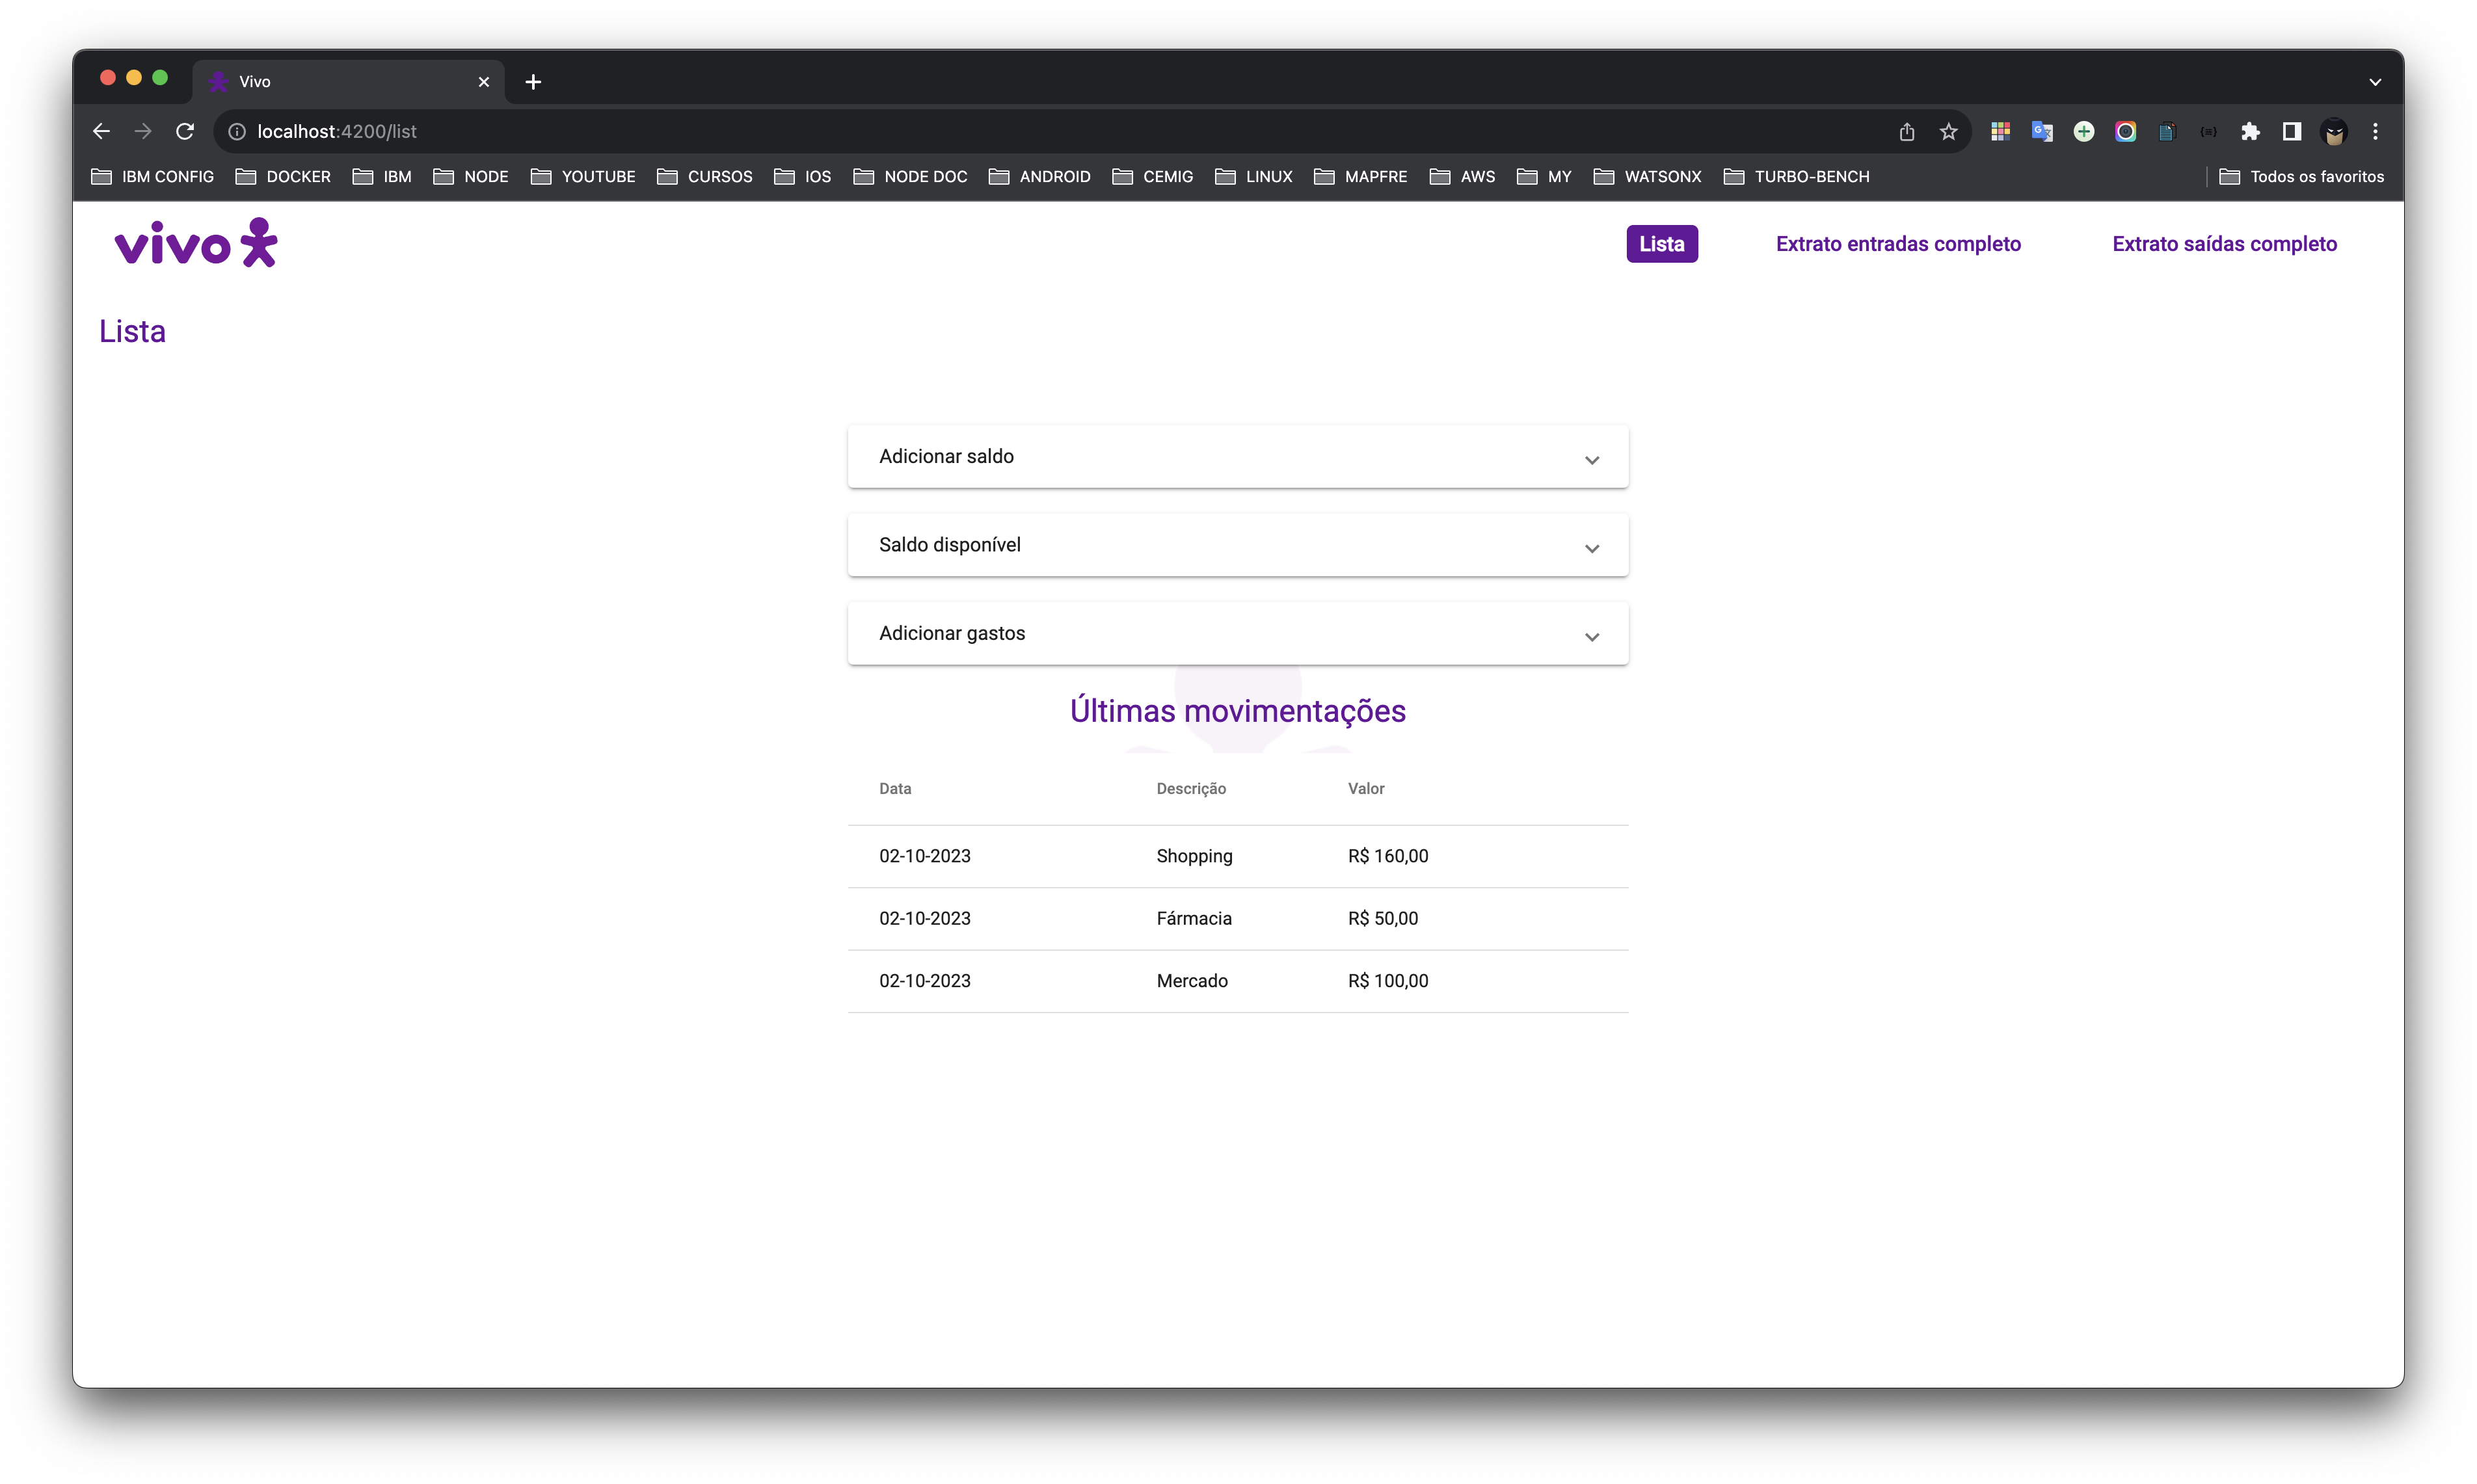 Vivo
localhost:4200/list
IBM CONFIG DOCKER IBM NODE YOUTUBE CURSOS IOS NODE DOC ANDROID CEMIG LINUX MAPFRE AWS MY WATSONX TURBO-BENCH Todos os favoritos
vivo Lista Extrato entradas completo Extrato saídas completo
Lista
Adicionar saldo
Saldo disponível
Adicionar gastos
Últimas movimentações
Data Descrição Valor
02-10-2023 Shopping R$ 160,00
02-10-2023 Fármacia R$ 50,00
02-10-2023 Mercado R$ 100,00